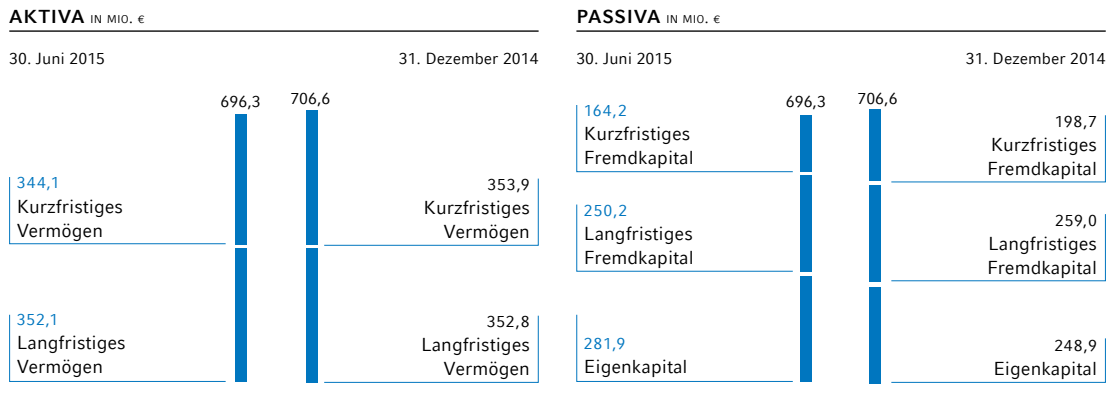 AKTIVA IN MIO. €
30. Juni 2015
31. Dezember 2014
696,3
706,6
344,1
Kurzfristiges
Vermögen
353,9
Kurzfristiges
Vermögen
352,1
Langfristiges
Vermögen
352,8
Langfristiges
Vermögen
PASSIVA IN MIO. €
30. Juni 2015
31. Dezember 2014
696,3
706,6
164,2
Kurzfristiges
Fremdkapital
198,7
Kurzfristiges
Fremdkapital
250,2
Langfristiges
Fremdkapital
259,0
Langfristiges
Fremdkapital
281,9
Eigenkapital
248,9
Eigenkapital